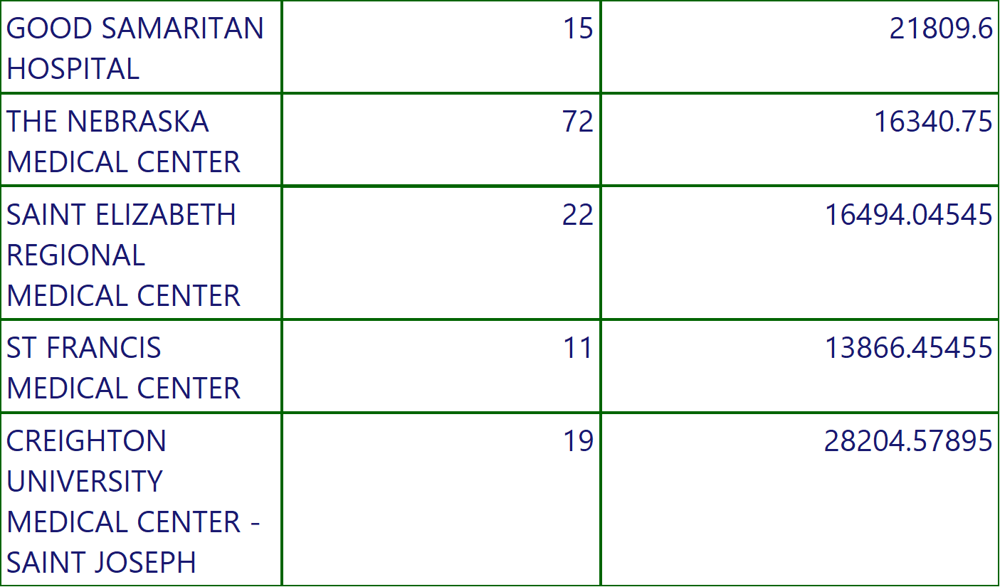 GOOD SAMARITAN 15 21809.6
HOSPITAL
THE NEBRASKA 72 16340.75
MEDICAL CENTER
SAINT ELIZABETH 22 16494.04545
REGIONAL
MEDICAL CENTER
ST FRANCIS 11 13866.45455
MEDICAL CENTER
CREIGHTON 19 28204.57895
UNIVERSITY
MEDICAL CENTER -
SAINT JOSEPH